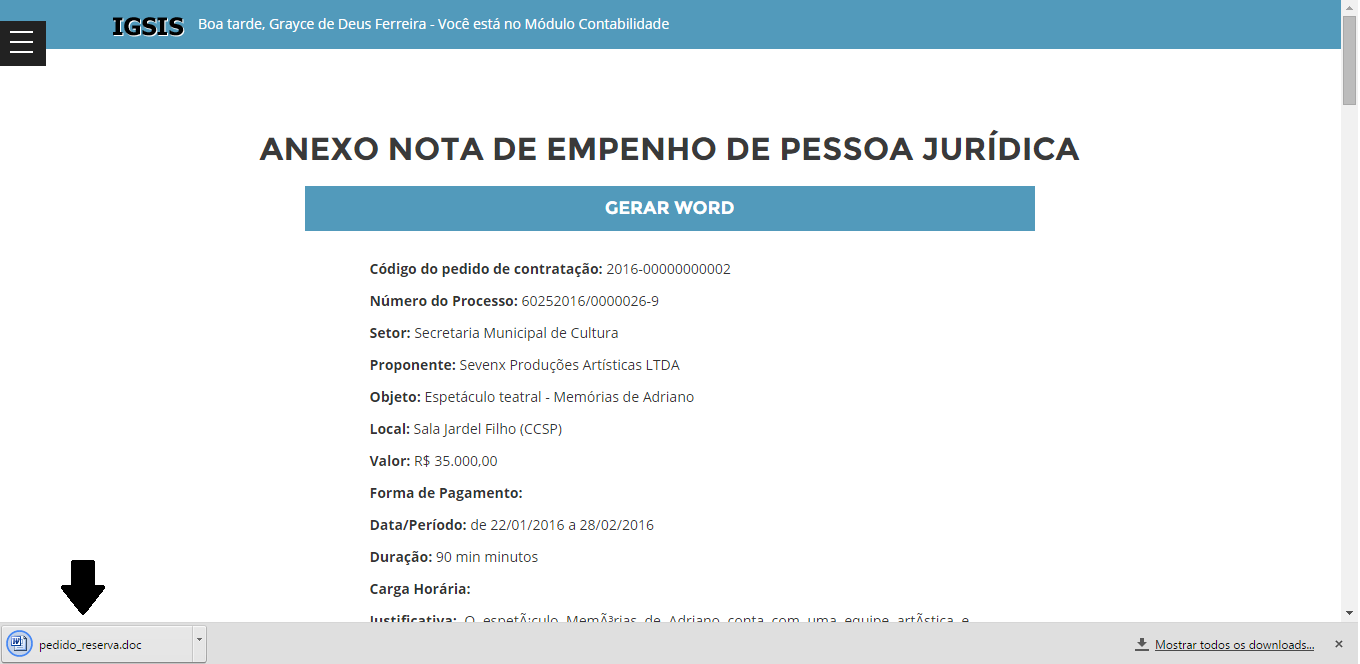 IGSIS Boa tarde, Grayce de Deus Ferreira - Você está no Módulo Contabilidade
ANEXO NOTA DE EMPENHO DE PESSOA JURÍDICA
GERAR WORD
Código do pedido de contratação: 2016-00000000002
Número do Processo: 60252016/0000026-9
Setor: Secretaria Municipal de Cultura
Proponente: Sevenx Produções Artísticas LTDA
Objeto: Espetáculo teatral - Memórias de Adriano
Local: Sala Jardel Filho (CCSP)
Valor: R$ 35.000,00
Forma de Pagamento:
Data/Período: de 22/01/2016 a 28/02/2016
Duração: 90 min minutos
Carga Horária:
Justificativa: O espetÃ¡culo MemÃ³rias de Adriano conta com uma equipe artÃ­stica e
pedido_reserva.doc
Mostrar todos os downloads...